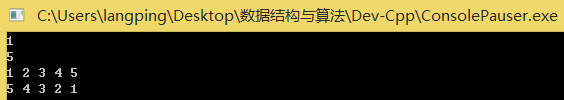 C:\Users\langping\Desktop\数据结构与算法\Dev-Cpp\ConsolePauser.exe
1
5
1 2 3 4 5
5 4 3 2 1